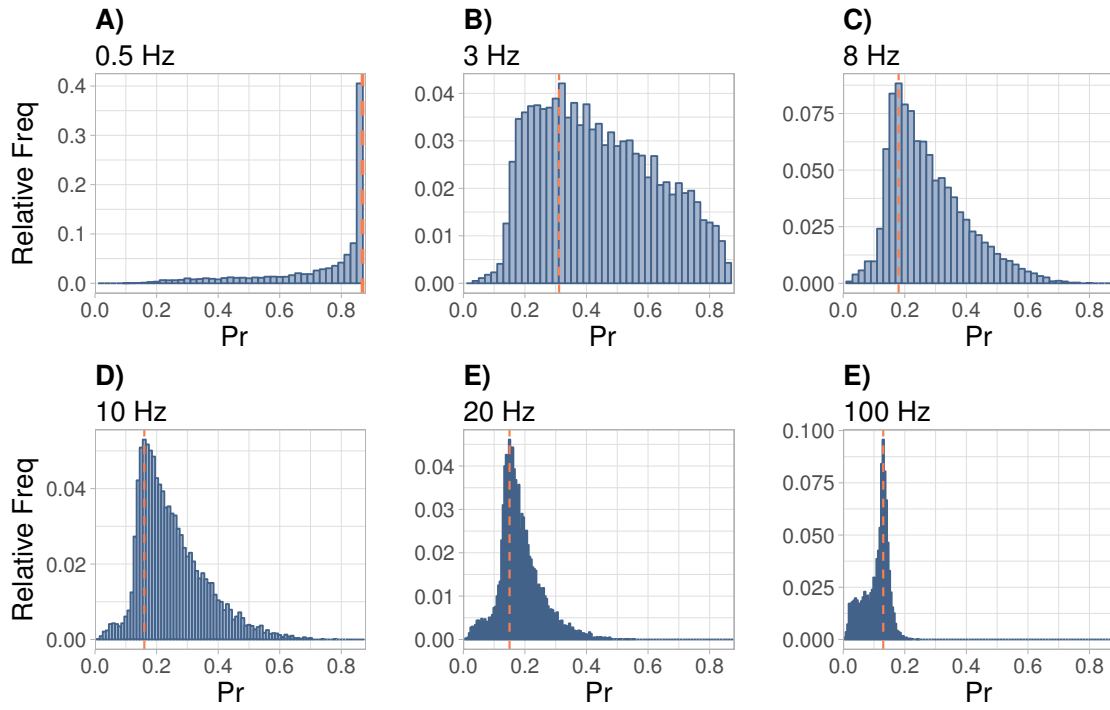 A)
0.5 Hz
Relative Freq
0.4
0.3
0.2
0.1
0.0
0.0 0.2 0.4 0.6 0.8
Pr
B)
3 Hz
0.04
0.03
0.02
0.01
0.00
0.0 0.2 0.4 0.6 0.8
Pr
C)
8 Hz
0.075
0.050
0.025
0.000
0.0 0.2 0.4 0.6 0.8
Pr
D)
10 Hz
Relative Freq
0.04
0.02
0.00
0.0 0.2 0.4 0.6 0.8
Pr
E)
20 Hz
0.04
0.03
0.02
0.01
0.00
0.0 0.2 0.4 0.6 0.8
Pr
E)
100 Hz
0.100
0.075
0.050
0.025
0.000
0.0 0.2 0.4 0.6 0.8
Pr